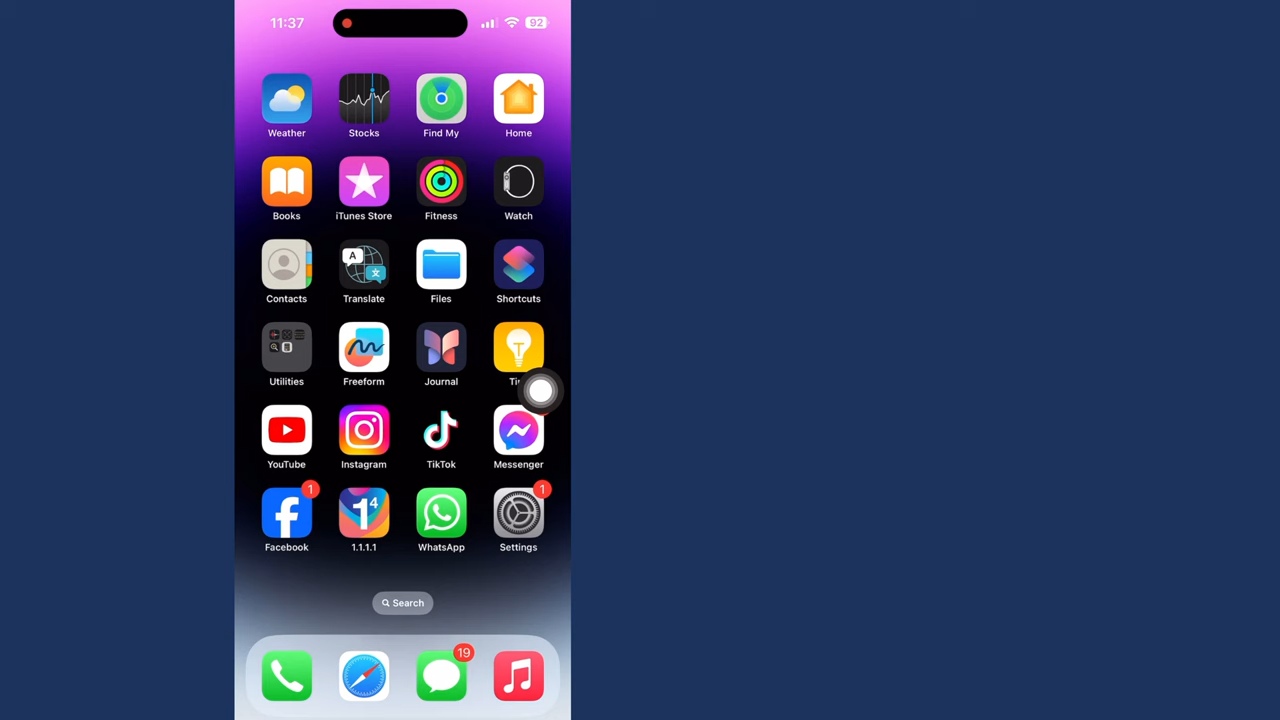 11:37
92
Weather
Stocks
Find My
Home
Books
iTunes Store
Fitness
Watch
Contacts
Translate
Files
Shortcuts
Utilities
Freeform
Journal
YouTube
Instagram
TikTok
Messenger
1
1⁴
1
Facebook
1.1.1.1
WhatsApp
Settings
Search
19